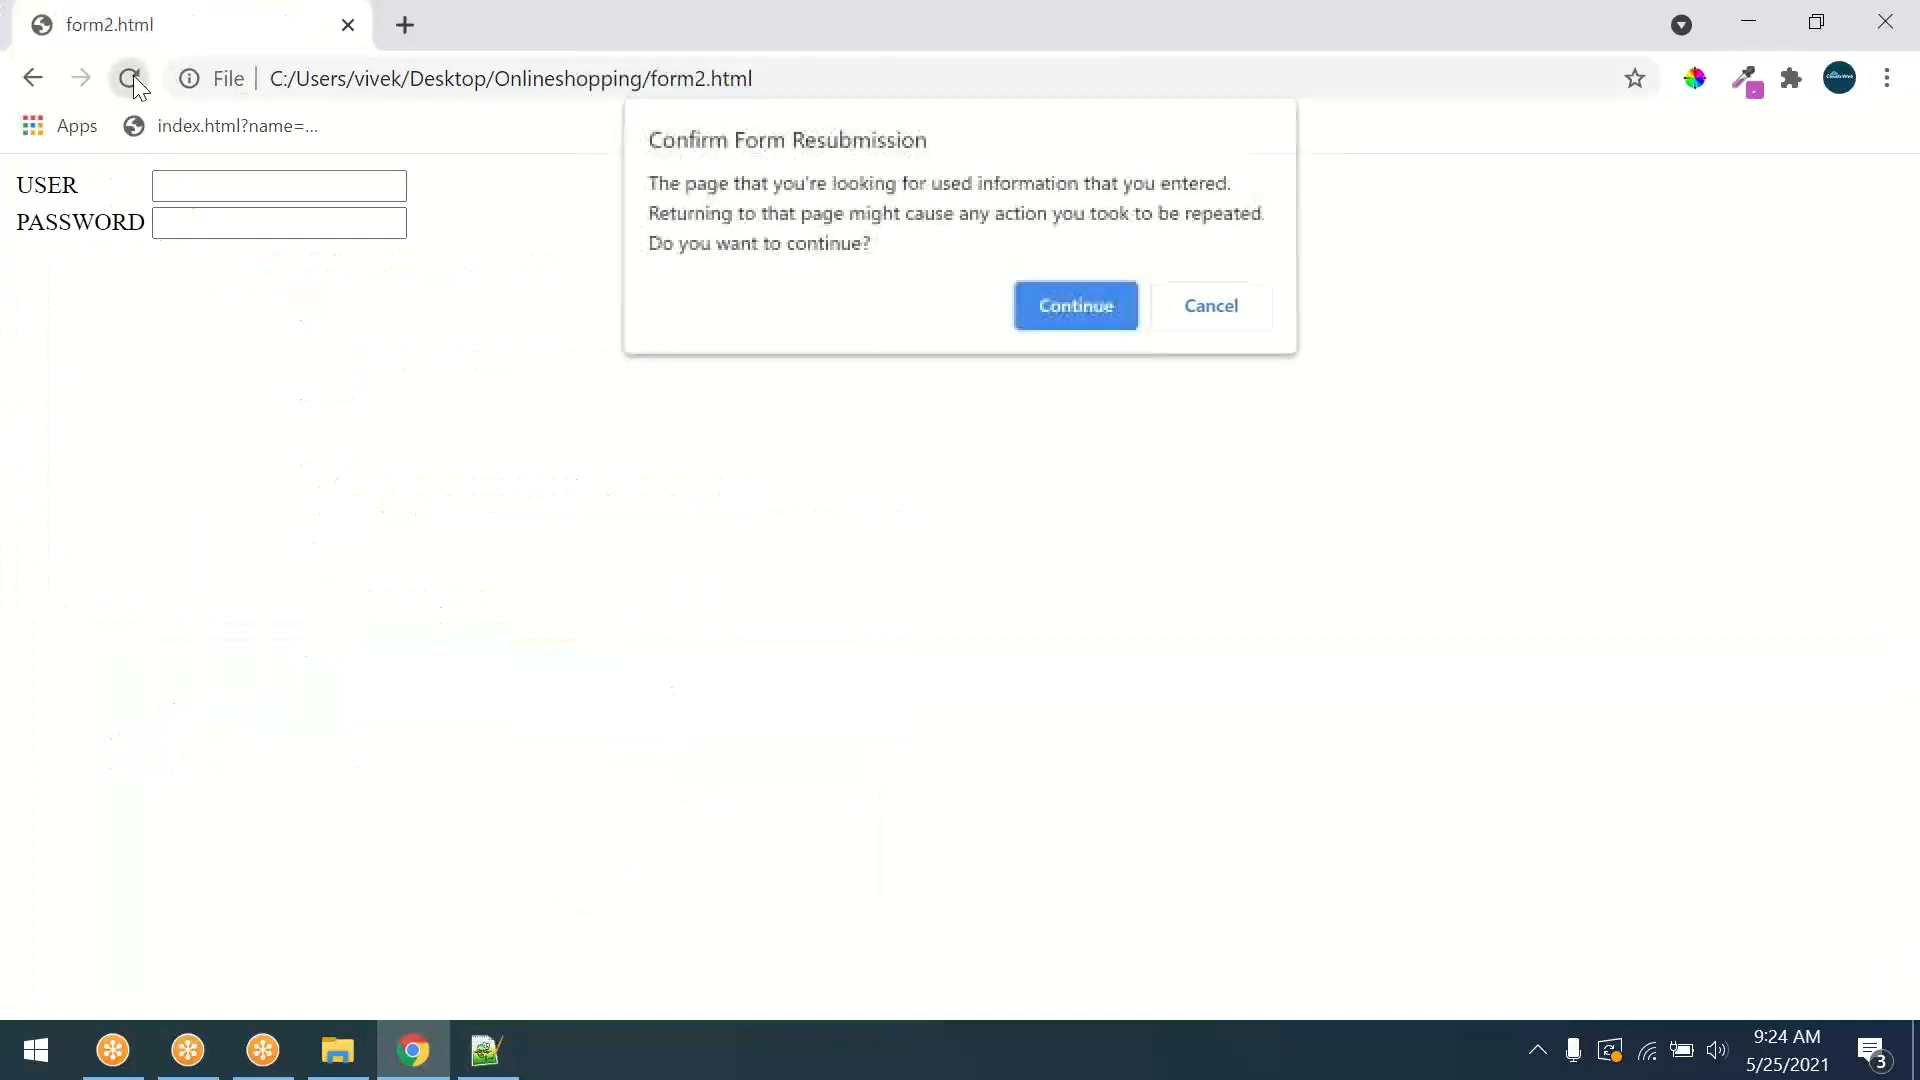 form2.html
File
C:/Users/vivek/Desktop/Onlineshopping/form2.html
Apps
index.html?name=...
Confirm Form Resubmission
The page that you're looking for used information that you entered.
Returning to that page might cause any action you took to be repeated.
Do you want to continue?
Continue
Cancel
USER
PASSWORD
9:24 AM
5/25/2021
3